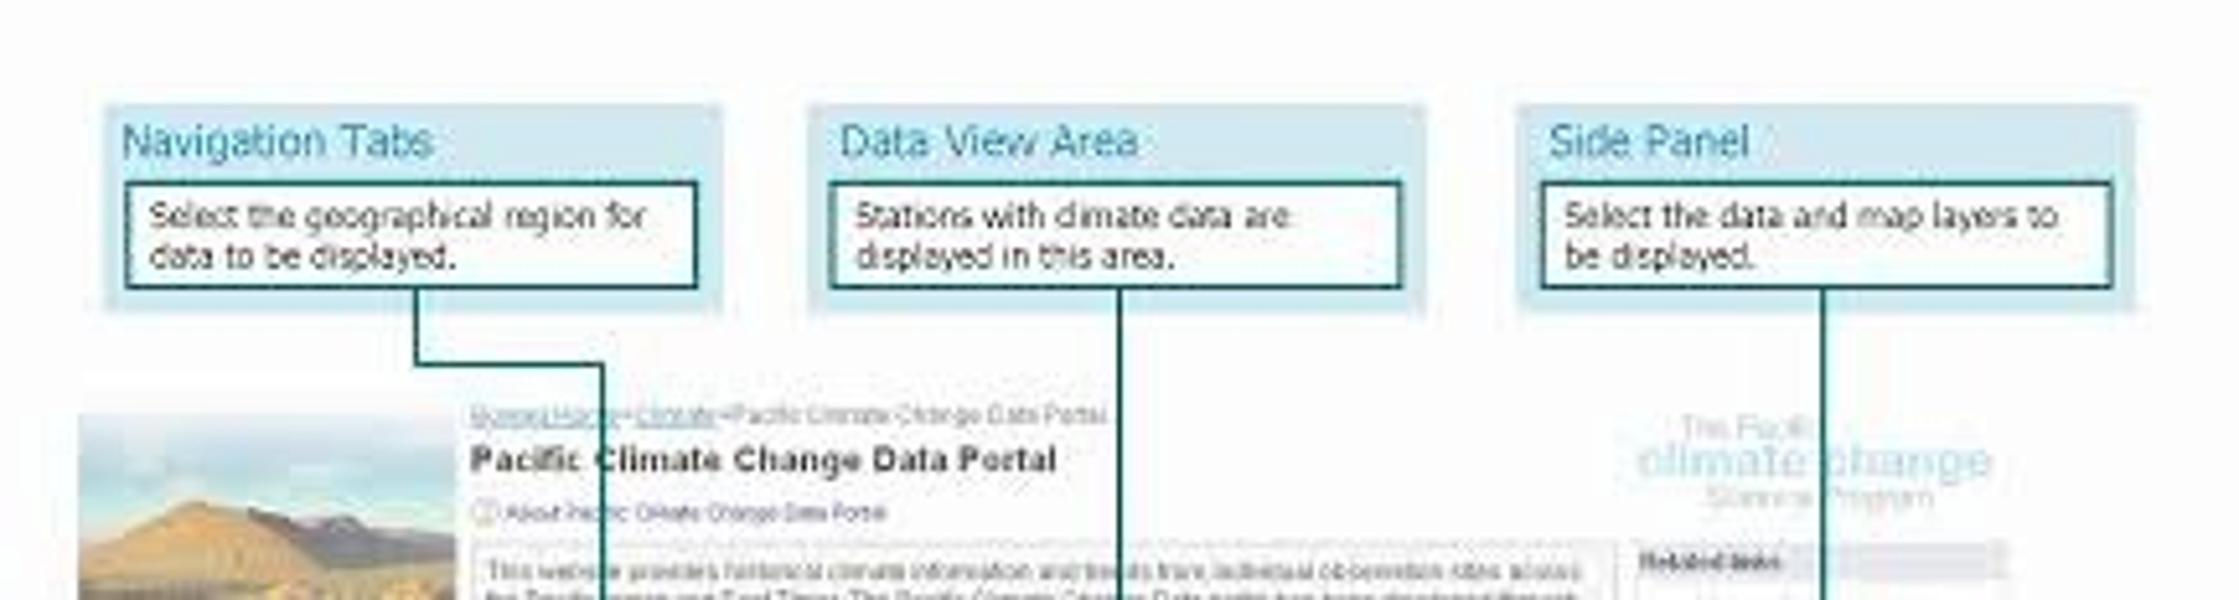 Navigation Tabs
Select the geographical region for
data to be displayed.
Data View Area
Stations with climate data are
displayed in this area.
Side Panel
Select the data and map layers to
be displayed.
Bureau Home > Climate > Pacific Climate Change Data Portal
Pacific Climate Change Data Portal
About Pacific Climate Change Data Portal
The Pacific
climate change
Science Program
This website provides historical climate information and trends from individual observation sites across
Related links